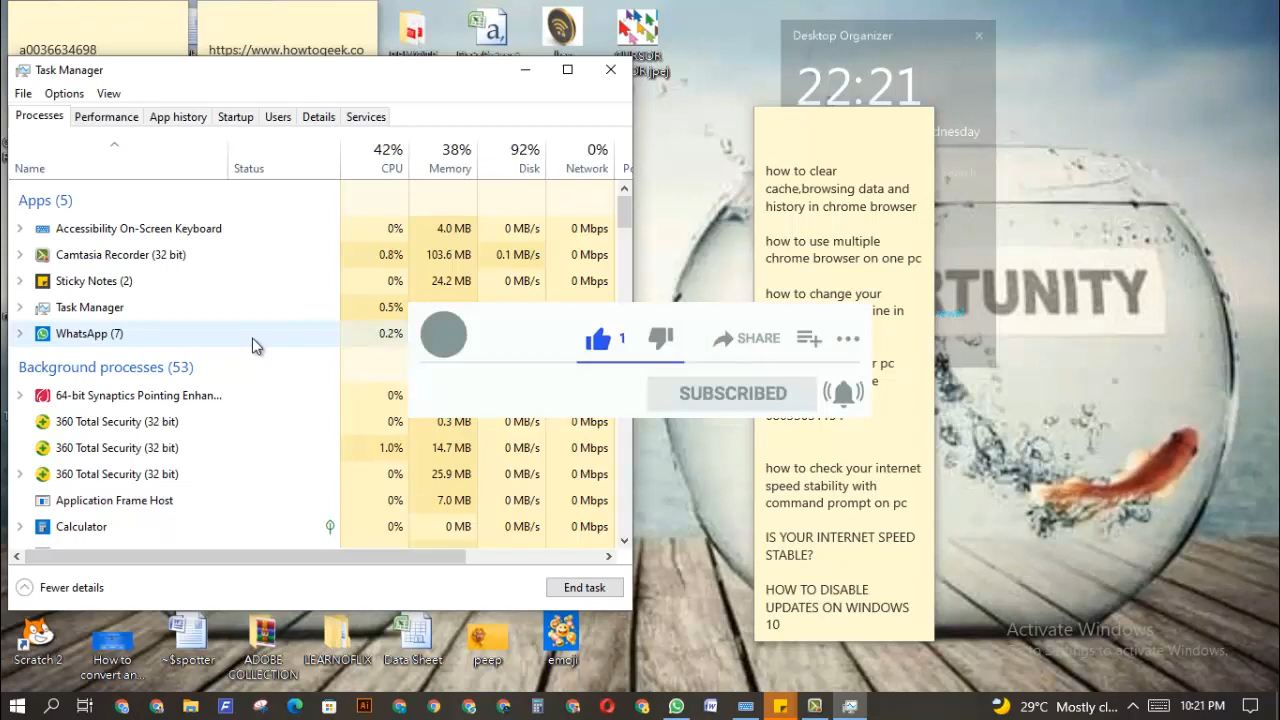 a0036634698
https://www.howtogeek.co
Desktop Organizer
22:21
Task Manager
File Options View
Processes Performance App history Startup Users Details Services
42% 38% 92% 0%
Name Status CPU Memory Disk Network
Apps (5)
Accessibility On-Screen Keyboard 0% 4.0 MB 0 MB/s 0 Mbps
Camtasia Recorder (32 bit) 0.8% 103.6 MB 0.1 MB/s 0 Mbps
Sticky Notes (2) 0% 24.2 MB 0 MB/s 0 Mbps
Task Manager 0.5%
WhatsApp (7) 0.2%
Background processes (53)
64-bit Synaptics Pointing Enhan... 0%
360 Total Security (32 bit) 0% 0.3 MB 0 MB/s 0 Mbps
360 Total Security (32 bit) 1.0% 14.7 MB 0 MB/s 0 Mbps
360 Total Security (32 bit) 0% 25.9 MB 0 MB/s 0 Mbps
Application Frame Host 0% 7.0 MB 0 MB/s 0 Mbps
Calculator 0% 0 MB 0 MB/s 0 Mbps
Fewer details End task
1 SHARE
SUBSCRIBED
how to clear
cache,browsing data and
history in chrome browser
how to use multiple
chrome browser on one pc
how to change your
how to check your internet
speed stability with
command prompt on pc
IS YOUR INTERNET SPEED
STABLE?
HOW TO DISABLE
UPDATES ON WINDOWS
10
RTUNITY
Activate Windows
to Settings to activate Windows.
Scratch 2
How to
convert an...
~$spotter
ADOBE
COLLECTION
LEARNOFLIX
Data Sheet
peep
emoji
29°C Mostly cl... 10:21 PM